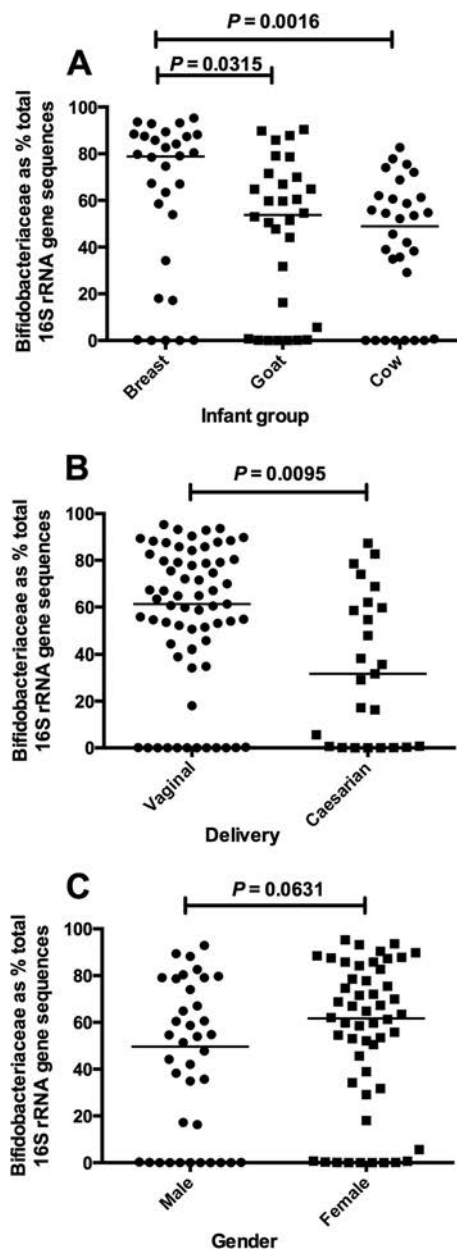 P = 0.0016
A
P = 0.0315
Bifidobacteriaceae as % total
16S rRNA gene sequences
100
80
60
40
20
0
Breast
Goat
Cow
Infant group
B
P = 0.0095
Bifidobacteriaceae as % total
16S rRNA gene sequences
100
80
60
40
20
0
Vaginal
Caesarian
Delivery
C
P = 0.0631
Bifidobacteriaceae as % total
16S rRNA gene sequences
100
80
60
40
20
0
Male
Female
Gender